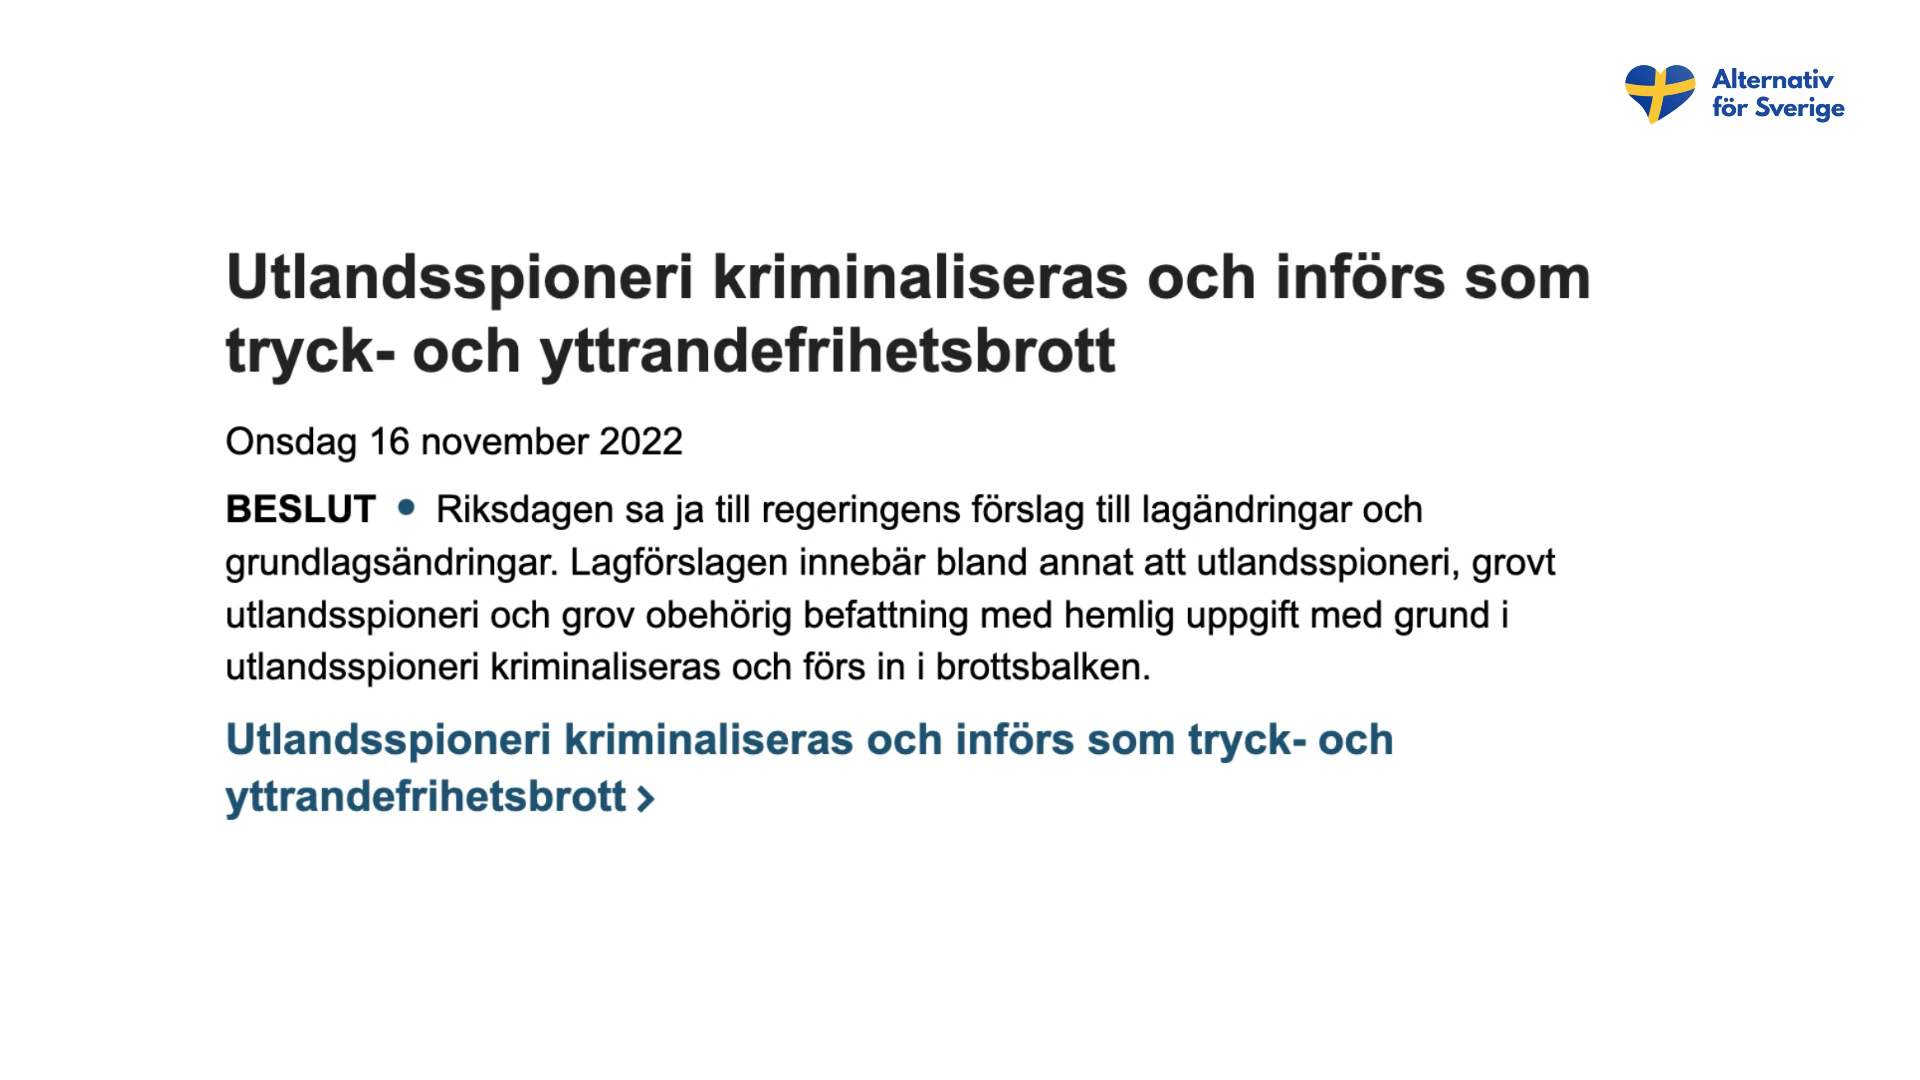 Alternativ
för Sverige
Utlandsspioneri kriminaliseras och införs som
tryck- och yttrandefrihetsbrott
Onsdag 16 november 2022
BESLUT • Riksdagen sa ja till regeringens förslag till lagändringar och
grundlagsändringar. Lagförslagen innebär bland annat att utlandsspioneri, grovt
utlandsspioneri och grov obehörig befattning med hemlig uppgift med grund i
utlandsspioneri kriminaliseras och förs in i brottsbalken.
Utlandsspioneri kriminaliseras och införs som tryck- och
yttrandefrihetsbrott >